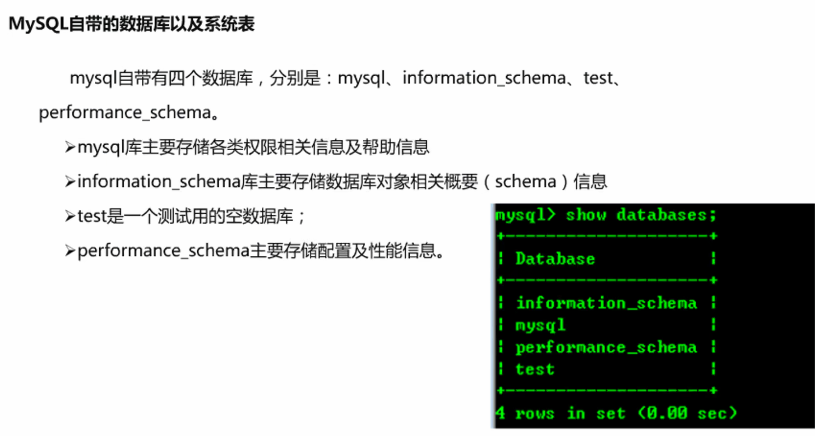 MySQL自带的数据库以及系统表
mysql自带有四个数据库，分别是：mysql、information_schema、test、
performance_schema。
➢mysql库主要存储各类权限相关信息及帮助信息
➢information_schema库主要存储数据库对象相关概要（schema）信息
➢test是一个测试用的空数据库；
➢performance_schema主要存储配置及性能信息。
mysql> show databases;
+--------------------+
| Database           |
+--------------------+
| information_schema |
| mysql              |
| performance_schema |
| test               |
+--------------------+
4 rows in set (0.00 sec)